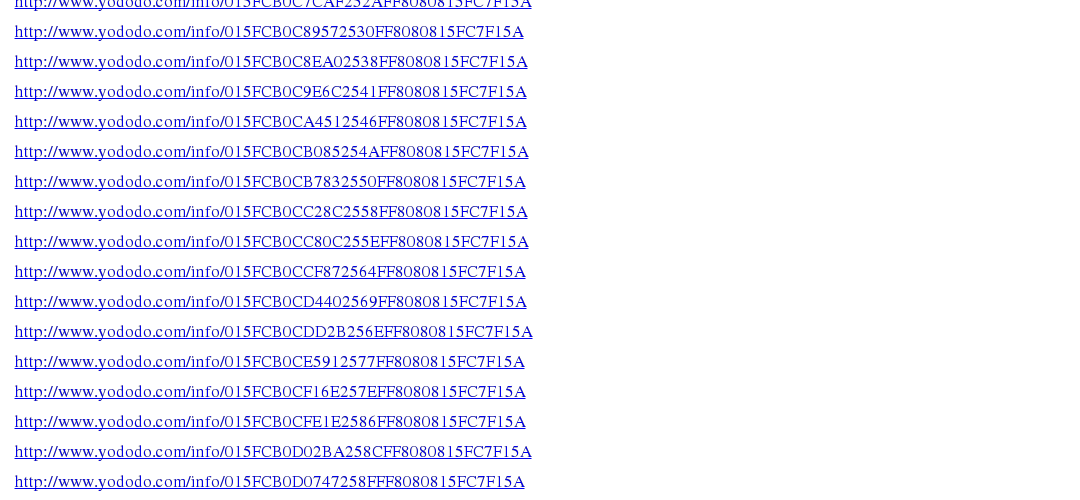 http://www.yododo.com/info/015FCB0C7CAF252AFF8080815FC7F15A
http://www.yododo.com/info/015FCB0C89572530FF8080815FC7F15A
http://www.yododo.com/info/015FCB0C8EA02538FF8080815FC7F15A
http://www.yododo.com/info/015FCB0C9E6C2541FF8080815FC7F15A
http://www.yododo.com/info/015FCB0CA4512546FF8080815FC7F15A
http://www.yododo.com/info/015FCB0CB085254AFF8080815FC7F15A
http://www.yododo.com/info/015FCB0CB7832550FF8080815FC7F15A
http://www.yododo.com/info/015FCB0CC28C2558FF8080815FC7F15A
http://www.yododo.com/info/015FCB0CC80C255EFF8080815FC7F15A
http://www.yododo.com/info/015FCB0CCF872564FF8080815FC7F15A
http://www.yododo.com/info/015FCB0CD4402569FF8080815FC7F15A
http://www.yododo.com/info/015FCB0CDD2B256EFF8080815FC7F15A
http://www.yododo.com/info/015FCB0CE5912577FF8080815FC7F15A
http://www.yododo.com/info/015FCB0CF16E257EFF8080815FC7F15A
http://www.yododo.com/info/015FCB0CFE1E2586FF8080815FC7F15A
http://www.yododo.com/info/015FCB0D02BA258CFF8080815FC7F15A
http://www.yododo.com/info/015FCB0D0747258FFF8080815FC7F15A